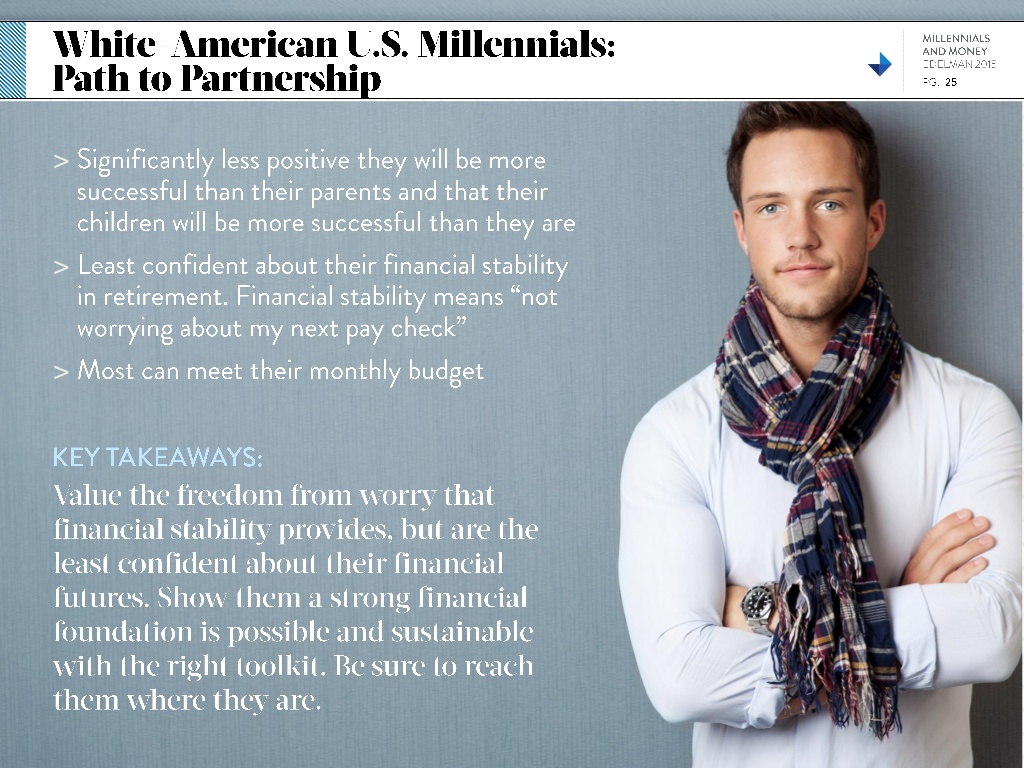 White American U.S. Millennials:
Path to Partnership
MILLENNIALS
AND MONEY
EDELMAN 2015
PG. 25
> Significantly less positive they will be more
successful than their parents and that their
children will be more successful than they are
> Least confident about their financial stability
in retirement. Financial stability means “not
worrying about my next pay check”
> Most can meet their monthly budget
KEY TAKEAWAYS:
Value the freedom from worry that
financial stability provides, but are the
least confident about their financial
futures. Show them a strong financial
foundation is possible and sustainable
with the right toolkit. Be sure to reach
them where they are.